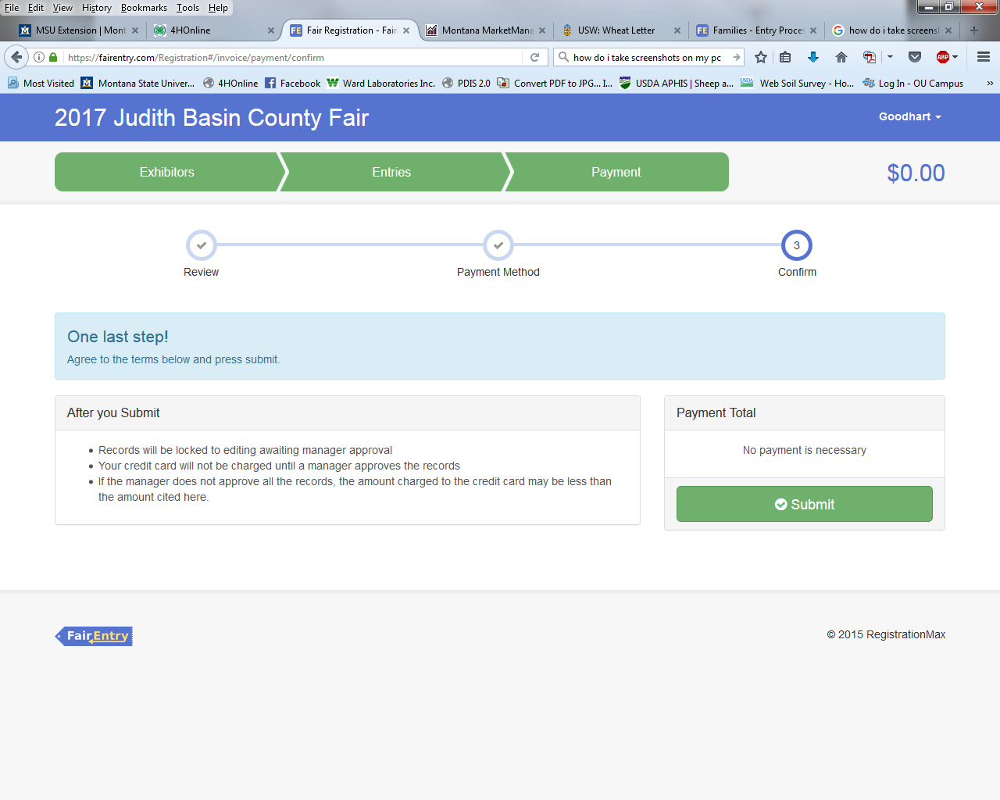 File Edit View History Bookmarks Tools Help
MSU Extension | Mont
4HOnline
Fair Registration - Fair
Montana MarketMana
USW: Wheat Letter
Families - Entry Proces
how do i take screensh
https://fairentry.com/Registration#/invoice/payment/confirm
how do i take screenshots on my pc
ABP
Most Visited
Montana State Univer...
4HOnline
Facebook
Ward Laboratories Inc.
PDIS 2.0
Convert PDF to JPG... I...
USDA APHIS | Sheep a...
Web Soil Survey - Ho...
Log In - OU Campus
2017 Judith Basin County Fair
Goodhart
Exhibitors
Entries
Payment
$0.00
3
Review
Payment Method
Confirm
One last step!
Agree to the terms below and press submit.
After you Submit
Records will be locked to editing awaiting manager approval
Your credit card will not be charged until a manager approves the records
If the manager does not approve all the records, the amount charged to the credit card may be less than
the amount cited here.
Payment Total
No payment is necessary
Submit
FairEntry
© 2015 RegistrationMax